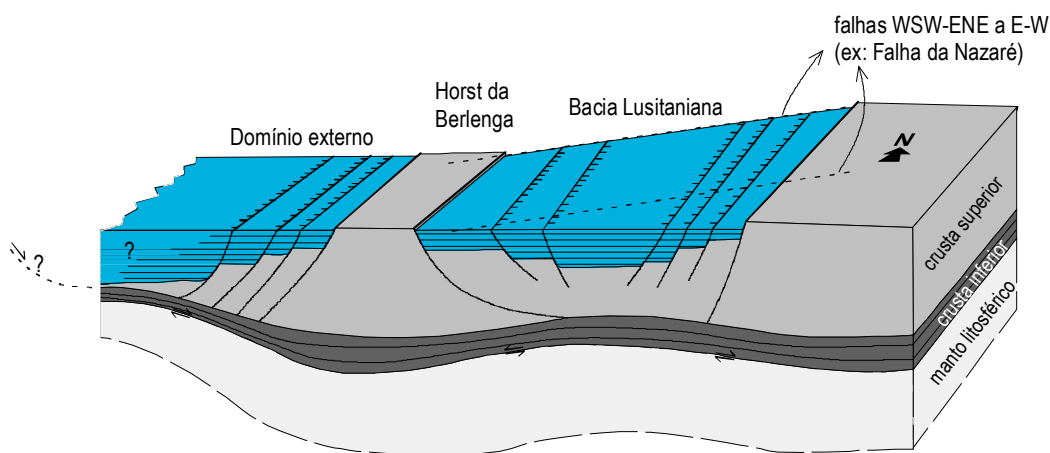 falhas WSW-ENE a E-W
(ex: Falha da Nazaré)
Horst da
Berlenga
Bacia Lusitaniana
Domínio externo
N
?
?
crusta superior
crusta inferior
manto litosférico